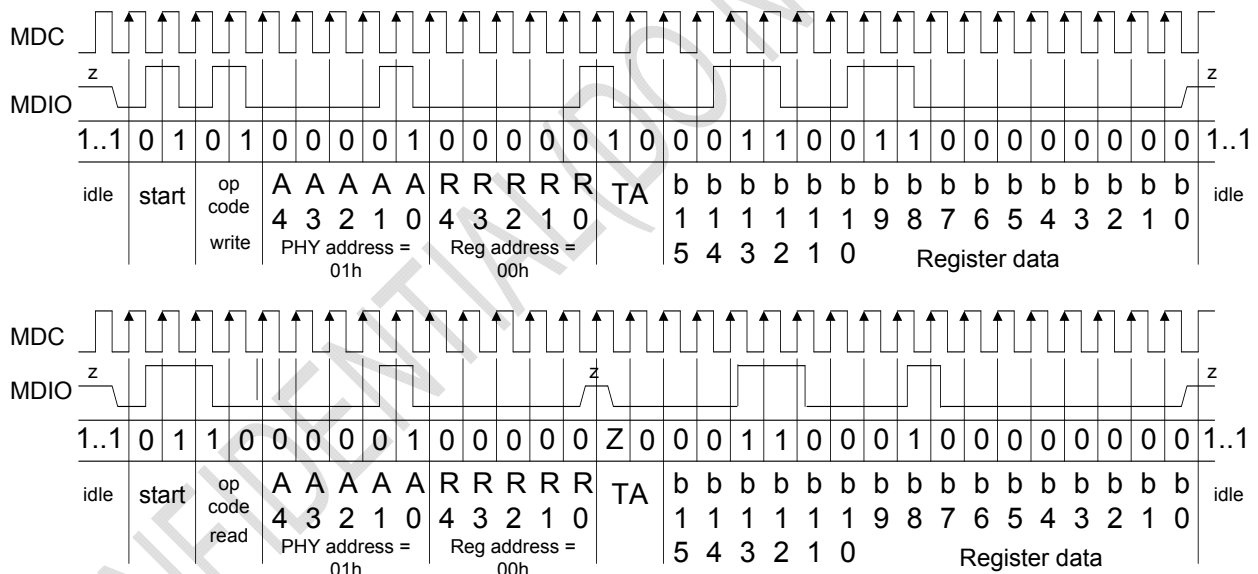 MDC
z z
MDIO
1..1 0 1 0 1 0 0 0 0 1 0 0 0 0 0 1 0 0 0 1 1 0 0 1 1 0 0 0 0 0 0 0 0 1..1
idle start op code write A A A A A R R R R R TA b b b b b b b b b b b b b b b b idle
4 3 2 1 0 4 3 2 1 0 1 1 1 1 1 1 9 8 7 6 5 4 3 2 1 0
PHY address = 01h Reg address = 00h 5 4 3 2 1 0 Register data
MDC
z z z
MDIO
1..1 0 1 1 0 0 0 0 0 1 0 0 0 0 0 Z 0 0 0 1 1 0 0 0 1 0 0 0 0 0 0 0 0 1..1
idle start op code read A A A A A R R R R R TA b b b b b b b b b b b b b b b b idle
4 3 2 1 0 4 3 2 1 0 1 1 1 1 1 1 9 8 7 6 5 4 3 2 1 0
PHY address = 01h Reg address = 00h 5 4 3 2 1 0 Register data
NFIDENTIAL(DO N